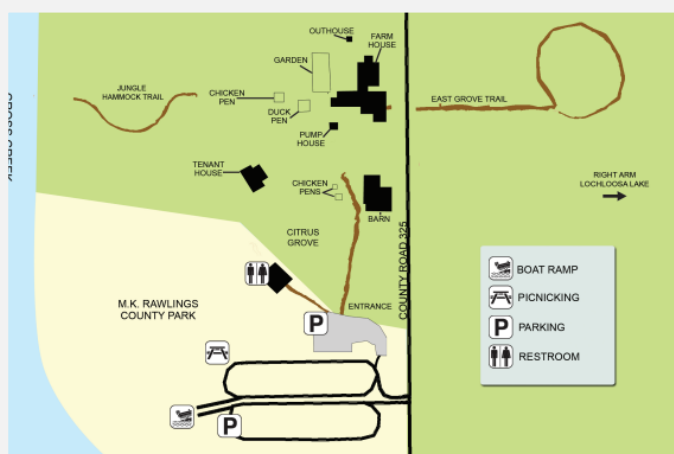 OUTHOUSE
FARM
HOUSE
GARDEN
JUNGLE
HAMMOCK TRAIL
CHICKEN
PEN
DUCK
PEN
EAST GROVE TRAIL
PUMP
HOUSE
CROSS CREEK
TENANT
HOUSE
CHICKEN
PENS
RIGHT ARM
LOCHLOOSA LAKE
BARN
CITRUS
GROVE
COUNTY ROAD 325
M.K. RAWLINGS
COUNTY PARK
ENTRANCE
P
P
BOAT RAMP
PICNICKING
P PARKING
RESTROOM